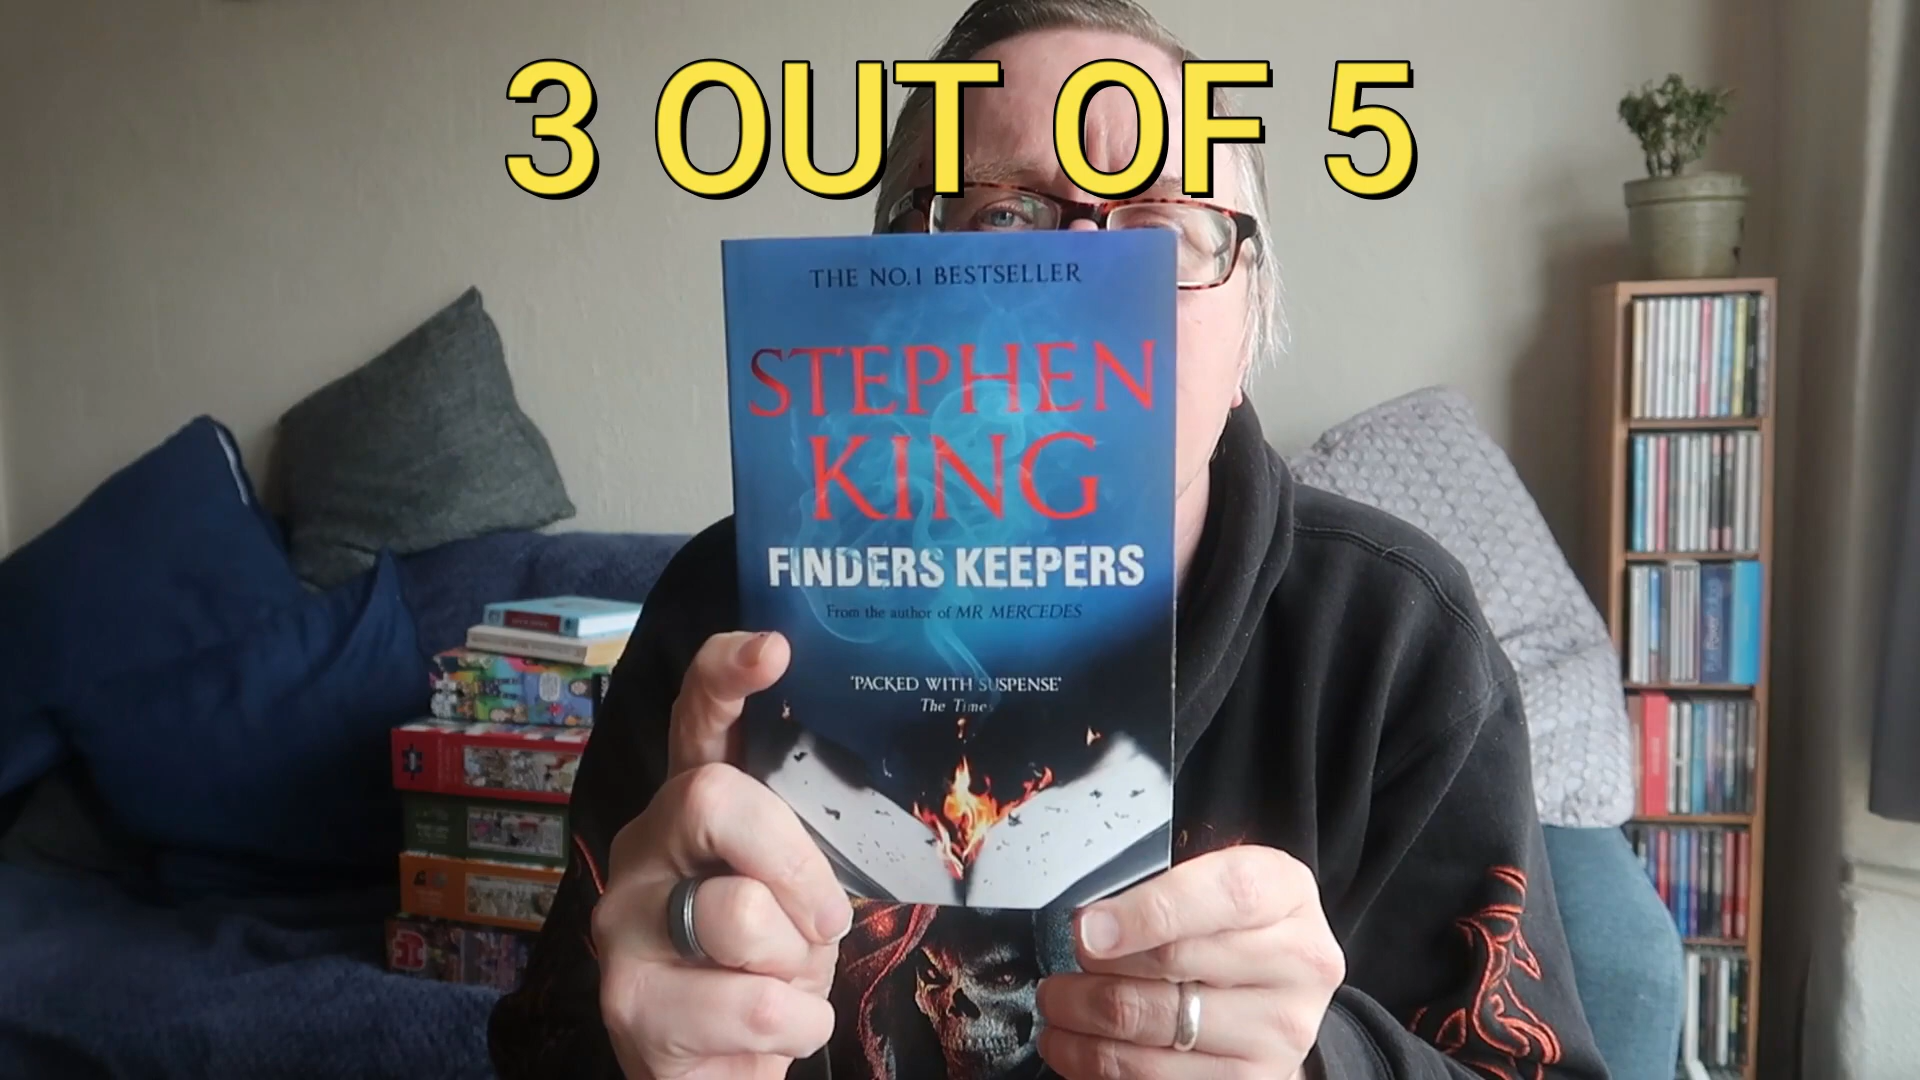 3 OUT OF 5
THE NO.1 BESTSELLER
STEPHEN
KING
FINDERS KEEPERS
From the author of MR MERCEDES
'PACKED WITH SUSPENSE'
The Times